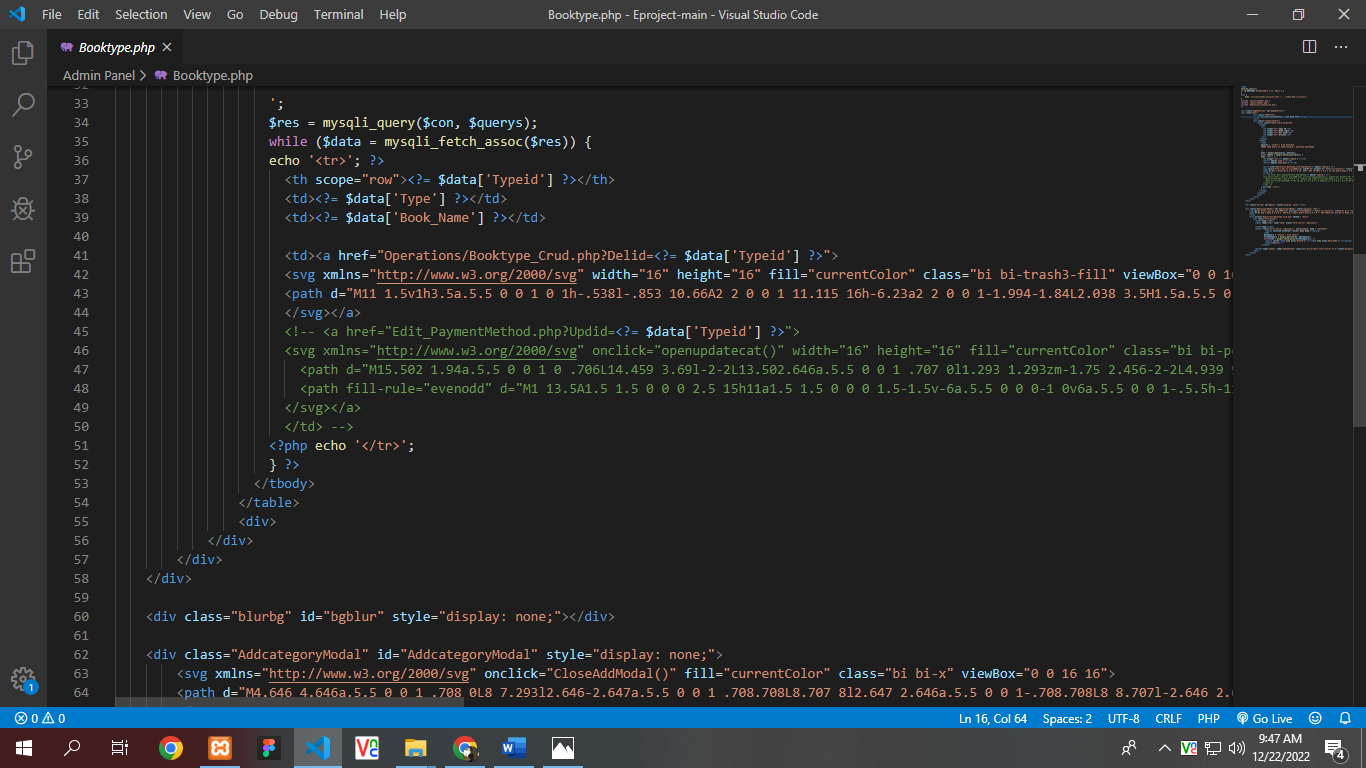 File Edit Selection View Go Debug Terminal Help Booktype.php - Eproject-main - Visual Studio Code
Booktype.php
Admin Panel > Booktype.php
33 ';
34 $res = mysqli_query($con, $querys);
35 while ($data = mysqli_fetch_assoc($res)) {
36 echo '<tr>'; ?>
37 <th scope="row"><?= $data['Typeid'] ?></th>
38 <td><?= $data['Type'] ?></td>
39 <td><?= $data['Book_Name'] ?></td>
40
41 <td><a href="Operations/Booktype_Crud.php?Delid=<?= $data['Typeid'] ?>">
42 <svg xmlns="http://www.w3.org/2000/svg" width="16" height="16" fill="currentColor" class="bi bi-trash3-fill" viewBox="0 0 16
43 <path d="M11 1.5v1h3.5a.5.5 0 0 1 0 1h-.538l-.853 10.66A2 2 0 0 1 11.115 16h-6.23a2 2 0 0 1-1.994-1.84L2.038 3.5H1.5a.5.5 0
44 </svg></a>
45 <!-- <a href="Edit_PaymentMethod.php?Updid=<?= $data['Typeid'] ?>">
46 <svg xmlns="http://www.w3.org/2000/svg" onclick="openupdatecat()" width="16" height="16" fill="currentColor" class="bi bi-pe
47 <path d="M15.502 1.94a.5.5 0 0 1 0 .706L14.459 3.69l-2-2L13.502.646a.5.5 0 0 1 .707 0l1.293 1.293zm-1.75 2.456-2-2L4.939
48 <path fill-rule="evenodd" d="M1 13.5A1.5 1.5 0 0 0 2.5 15h11a1.5 1.5 0 0 0 1.5-1.5v-6a.5.5 0 0 0-1 0v6a.5.5 0 0 1-.5.5h-1
49 </svg></a>
50 </td> -->
51 <?php echo '</tr>';
52 } ?>
53 </tbody>
54 </table>
55 <div>
56 </div>
57 </div>
58 </div>
59
60 <div class="blurbg" id="bgblur" style="display: none;"></div>
61
62 <div class="AddcategoryModal" id="AddcategoryModal" style="display: none;">
63 <svg xmlns="http://www.w3.org/2000/svg" onclick="CloseAddModal()" fill="currentColor" class="bi bi-x" viewBox="0 0 16 16">
64 <path d="M4.646 4.646a.5.5 0 0 1 .708 0L8 7.293l2.646-2.647a.5.5 0 0 1 .708.708L8.707 8l2.647 2.646a.5.5 0 0 1-.708.708L8 8.707l-2.646 2.
1
0 0 Ln 16, Col 64 Spaces: 2 UTF-8 CRLF PHP Go Live
9:47 AM
12/22/2022
4